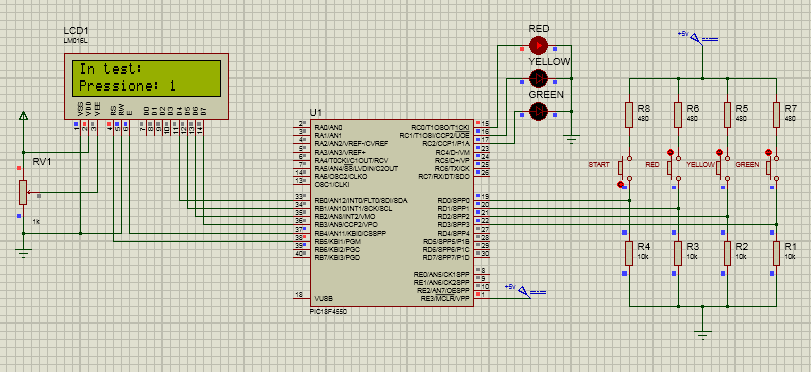 LCD1
LM016L
In test:
Pressione: 1
VSS
VDD
VEE
RS
RW
E
D0
D1
D2
D3
D4
D5
D6
D7
1
2
3
4
5
6
7
8
9
10
11
12
13
14
RV1
1k
U1
2
RA0/AN0
3
RA1/AN1
4
RA2/AN2/VREF-/CVREF
5
RA3/AN3/VREF+
6
RA4/T0CKI/C1OUT/RCV
7
RA5/AN4/SS/LVDIN/C2OUT
14
RA6/OSC2/CLKO
13
OSC1/CLKI
33
RB0/AN12/INT0/FLT0/SDI/SDA
34
RB1/AN10/INT1/SCK/SCL
35
RB2/AN8/INT2/VMO
36
RB3/AN9/CCP2/VPO
37
RB4/AN11/KBI0/CSSPP
38
RB5/KBI1/PGM
39
RB6/KBI2/PGC
40
RB7/KBI3/PGD
18
VUSB
PIC18F4550
RC0/T1OSO/T1CKI
15
RC1/T1OSI/CCP2/UOE
16
RC2/CCP1/P1A
17
RC4/D-/VM
23
RC5/D+/VP
24
RC6/TX/CK
25
RC7/RX/DT/SDO
26
RD0/SPP0
19
RD1/SPP1
20
RD2/SPP2
21
RD3/SPP3
22
RD4/SPP4
27
RD5/SPP5/P1B
28
RD6/SPP6/P1C
29
RD7/SPP7/P1D
30
RE0/AN5/CK1SPP
8
RE1/AN6/CK2SPP
9
RE2/AN7/OESPP
10
RE3/MCLR/VPP
1
+5v
RED
YELLOW
GREEN
+5v
R8
480
R6
480
R5
480
R7
480
START
RED
YELLOW
GREEN
R4
10k
R3
10k
R2
10k
R1
10k